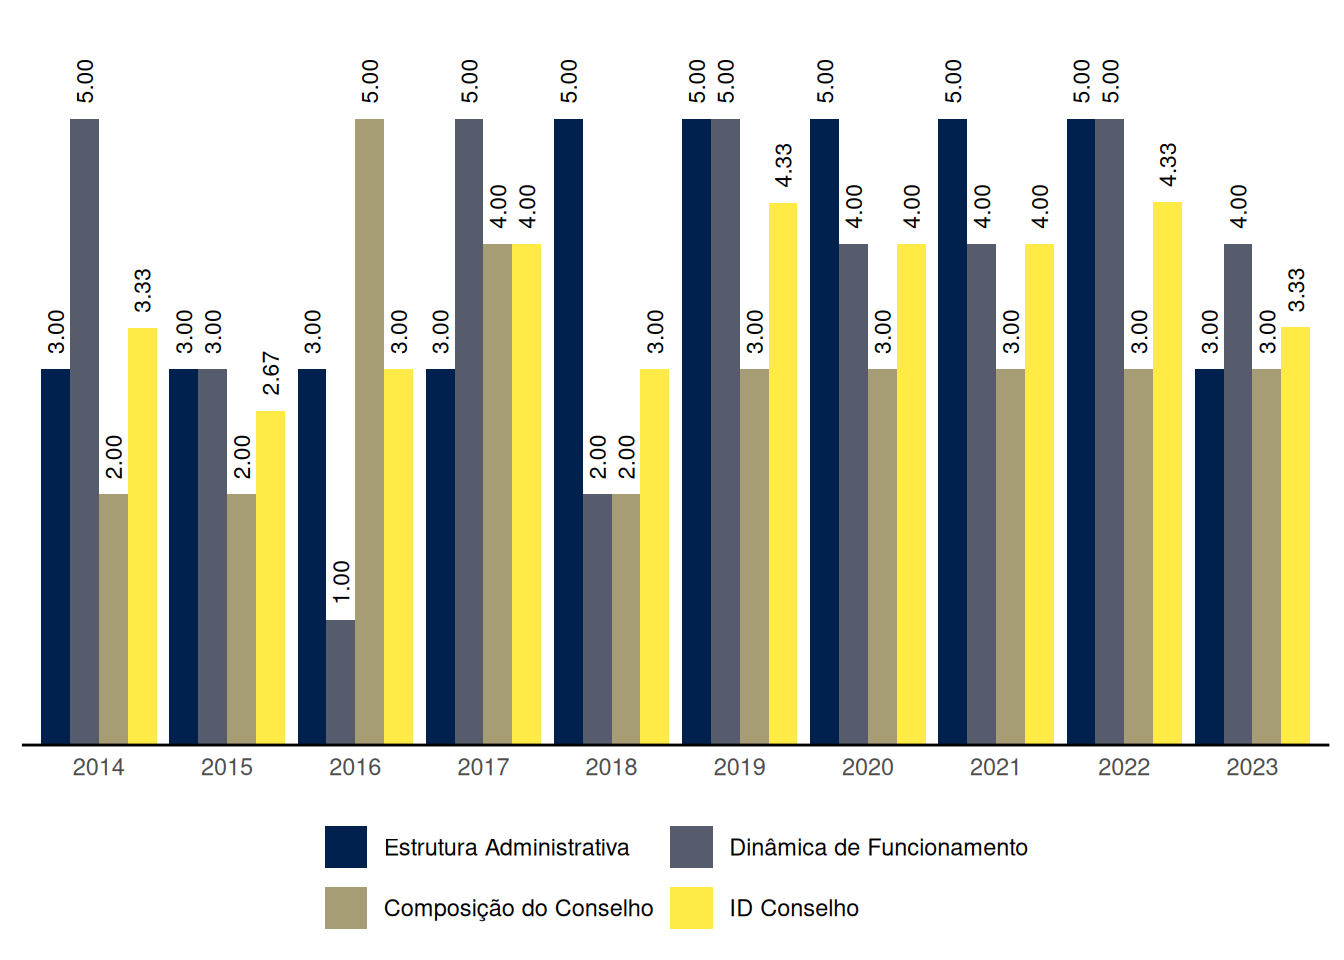 3.00 5.00 2.00 3.33
3.00 3.00 2.00 2.67
3.00 1.00 5.00 3.00
3.00 5.00 4.00 4.00
5.00 2.00 2.00 3.00
5.00 5.00 3.00 4.33
5.00 4.00 3.00 4.00
5.00 4.00 3.00 4.00
5.00 5.00 3.00 4.33
3.00 4.00 3.00 3.33
2014 2015 2016 2017 2018 2019 2020 2021 2022 2023
Estrutura Administrativa Dinâmica de Funcionamento
Composição do Conselho ID Conselho